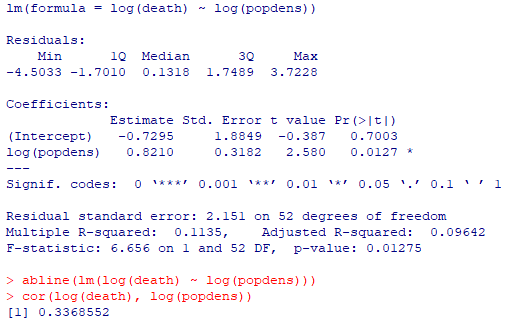 lm(formula = log(death) ~ log(popdens))
Residuals:
Min 1Q Median 3Q Max
-4.5033 -1.7010 0.1318 1.7489 3.7228
Coefficients:
Estimate Std. Error t value Pr(>|t|)
(Intercept) -0.7295 1.8849 -0.387 0.7003
log(popdens) 0.8210 0.3182 2.580 0.0127 *
---
Signif. codes: 0 ‘***’ 0.001 ‘**’ 0.01 ‘*’ 0.05 ‘.’ 0.1 ‘ ’ 1
Residual standard error: 2.151 on 52 degrees of freedom
Multiple R-squared: 0.1135, Adjusted R-squared: 0.09642
F-statistic: 6.656 on 1 and 52 DF, p-value: 0.01275
> abline(lm(log(death) ~ log(popdens)))
> cor(log(death), log(popdens))
[1] 0.3368552